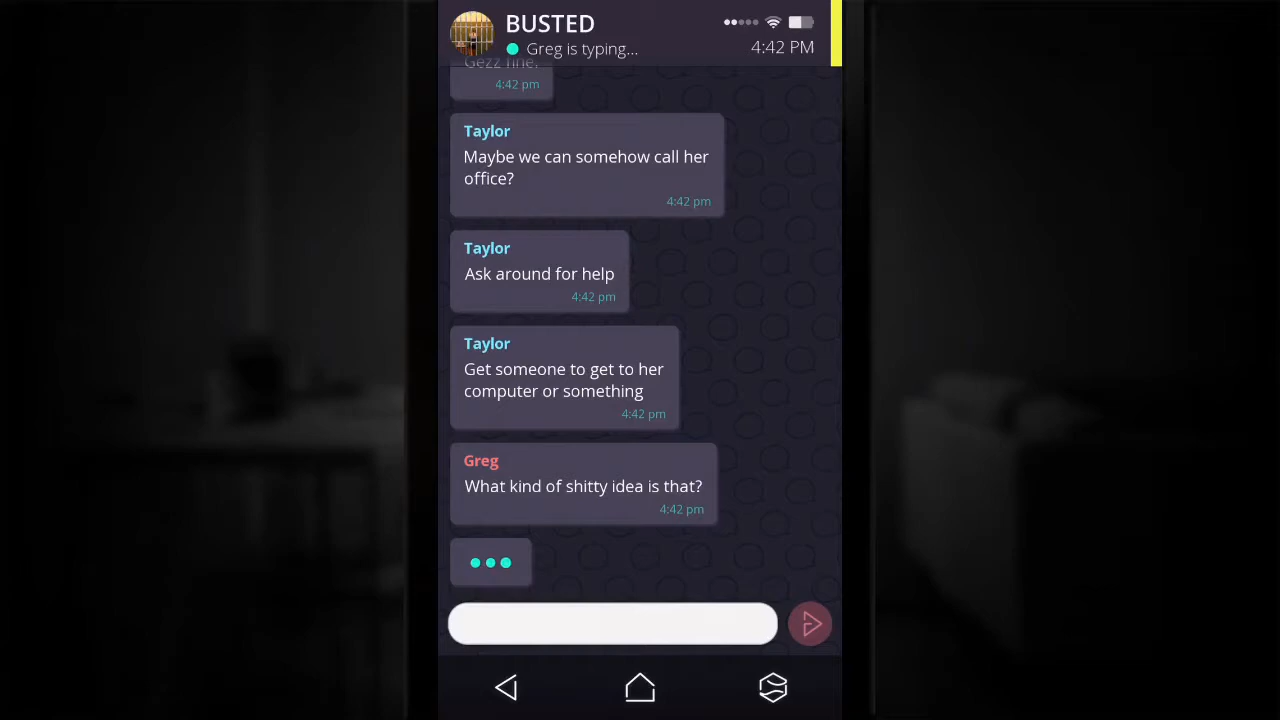 BUSTED
Greg is typing...
4:42 PM
Gezz fine.
4:42 pm
Taylor
Maybe we can somehow call her
office?
4:42 pm
Taylor
Ask around for help
4:42 pm
Taylor
Get someone to get to her
computer or something
4:42 pm
Greg
What kind of shitty idea is that?
4:42 pm